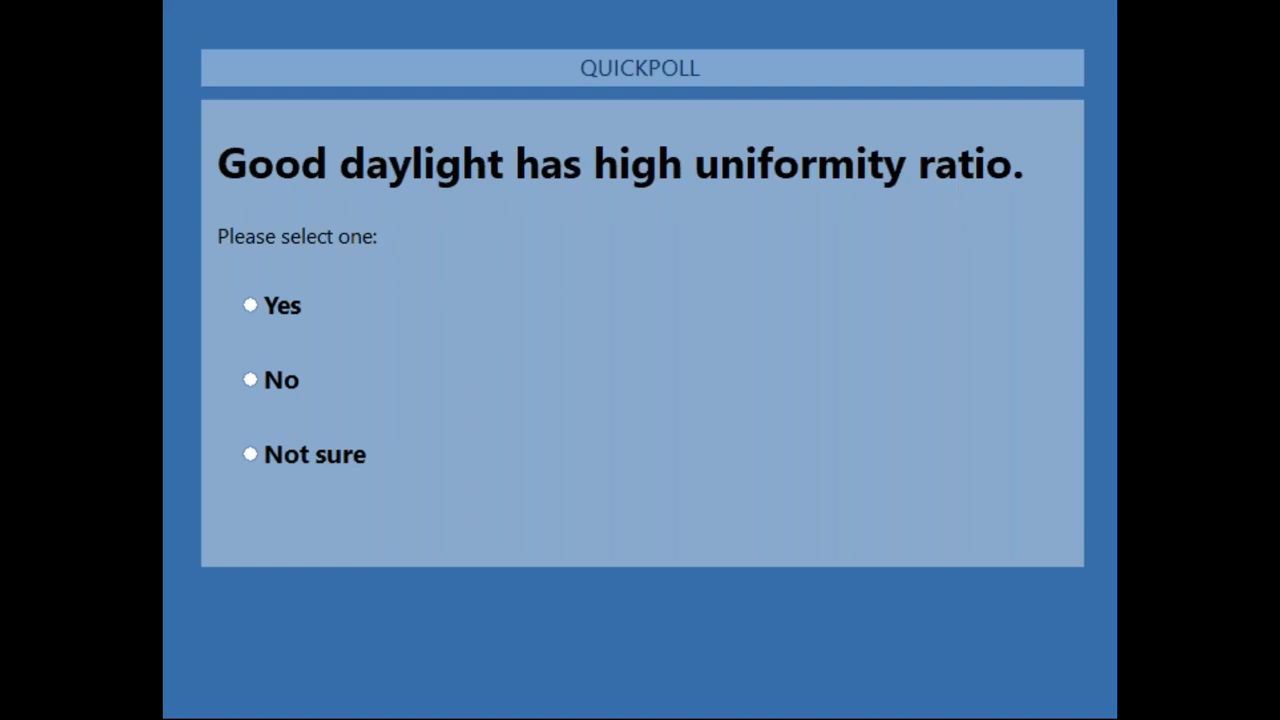 QUICKPOLL
Good daylight has high uniformity ratio.
Please select one:
Yes
No
Not sure